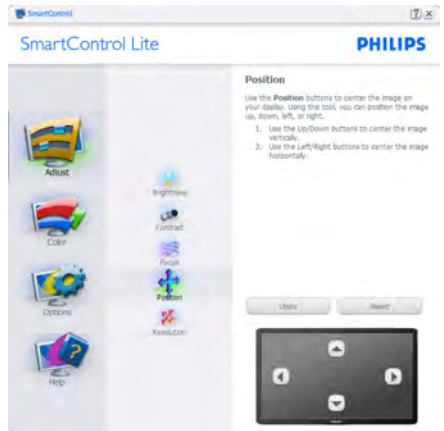 SmartControl
SmartControl Lite
PHILIPS
Position
Use the Position buttons to center the image on
your display. Using the tool, you can position the image
up, down, left, or right.
1. Use the Up/Down buttons to center the image
vertically.
2. Use the Left/Right buttons to center the image
horizontally.
Adjust
Color
Options
Help
Brightness
Contrast
Focus
Position
Resolution
Undo
Reset